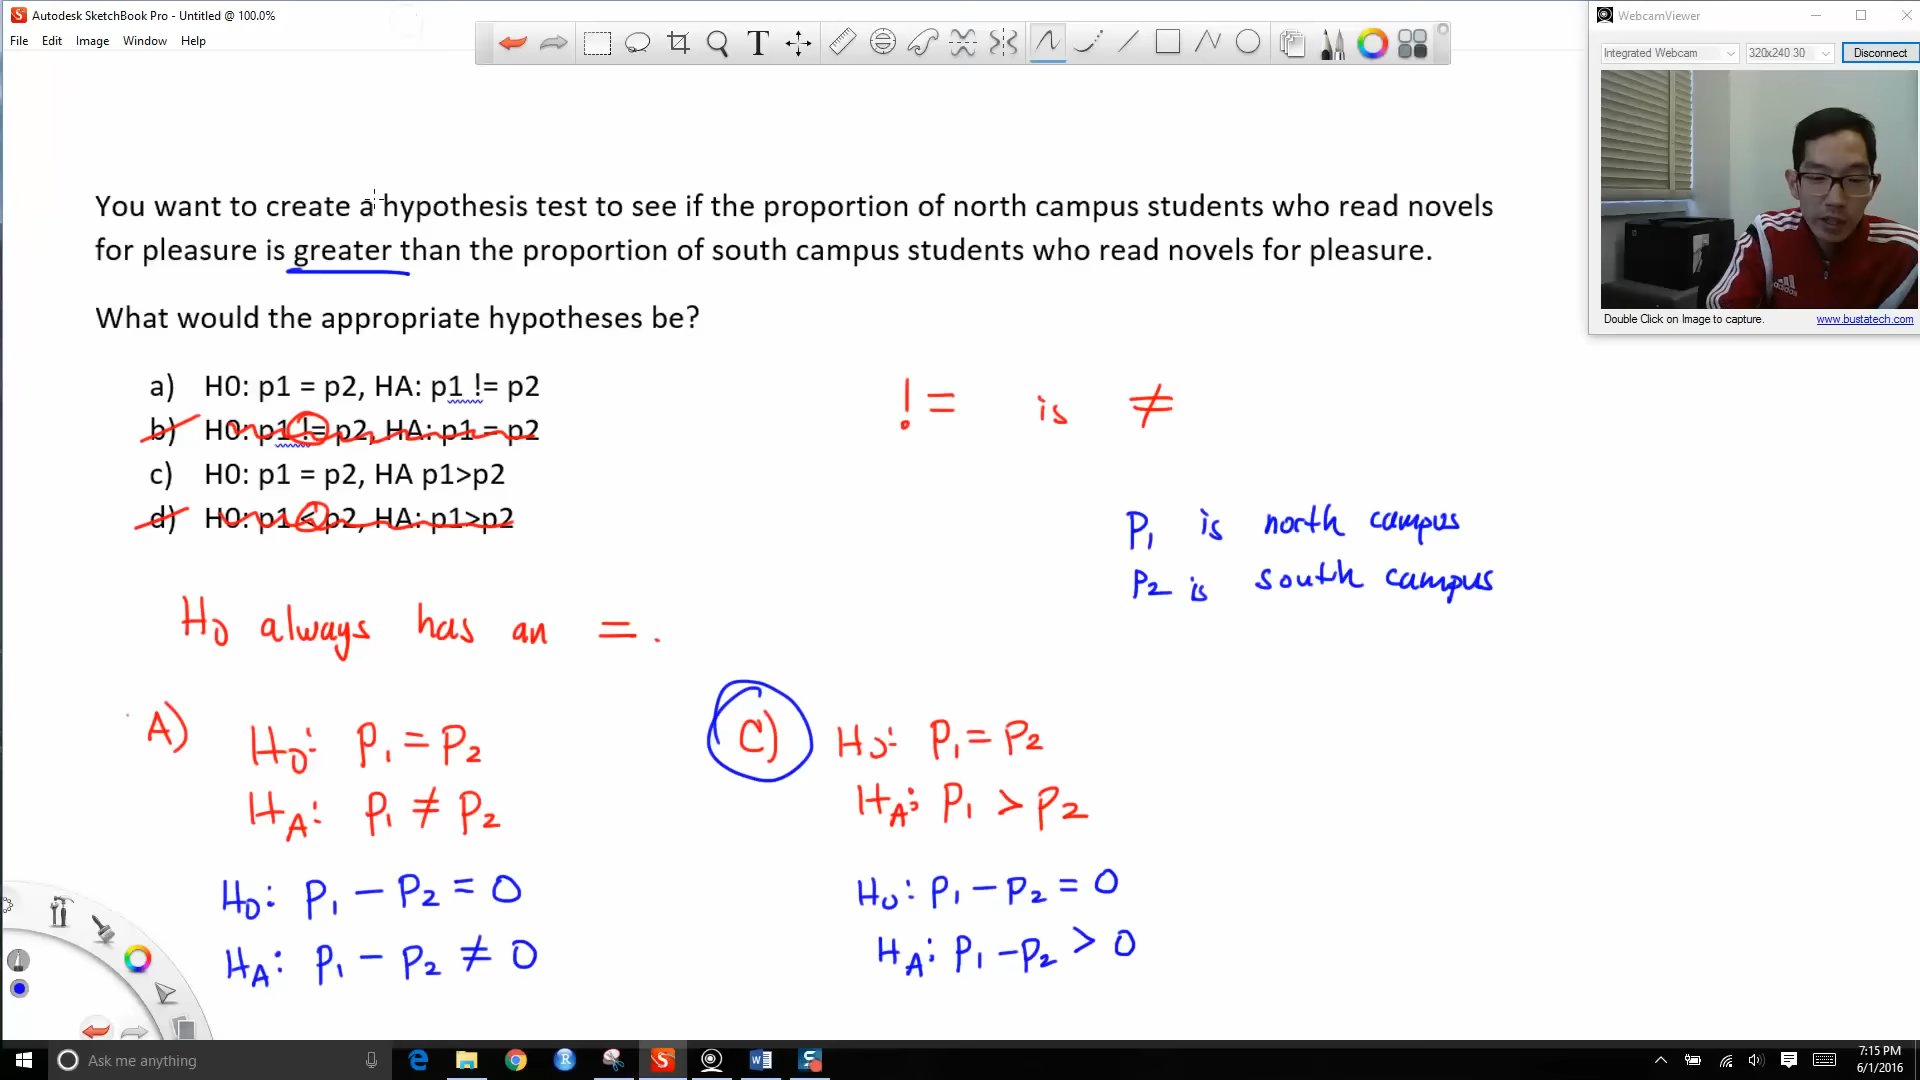 Autodesk SketchBook Pro - Untitled @ 100.0%
File Edit Image Window Help
T
WebcamViewer
Integrated Webcam 320x240 30 Disconnect
Double Click on Image to capture. www.bustatech.com
You want to create a hypothesis test to see if the proportion of north campus students who read novels
for pleasure is greater than the proportion of south campus students who read novels for pleasure.
What would the appropriate hypotheses be?
a) H0: p1 = p2, HA: p1 != p2
b) H0: p1 != p2, HA: p1 = p2
c) H0: p1 = p2, HA p1>p2
d) H0: p1 < p2, HA: p1>p2
!= is ≠
P₁ is north campus
P2 is south campus
H0 always has an = .
A) H0: P₁ = P₂
HA: P₁ ≠ P₂
H0: P₁ - P₂ = 0
HA: P₁ - P₂ ≠ 0
C) H0: P₁ = P₂
HA: P₁ > P₂
H0: P₁ - P₂ = 0
HA: P₁ - P₂ > 0
Ask me anything
7:15 PM
6/1/2016